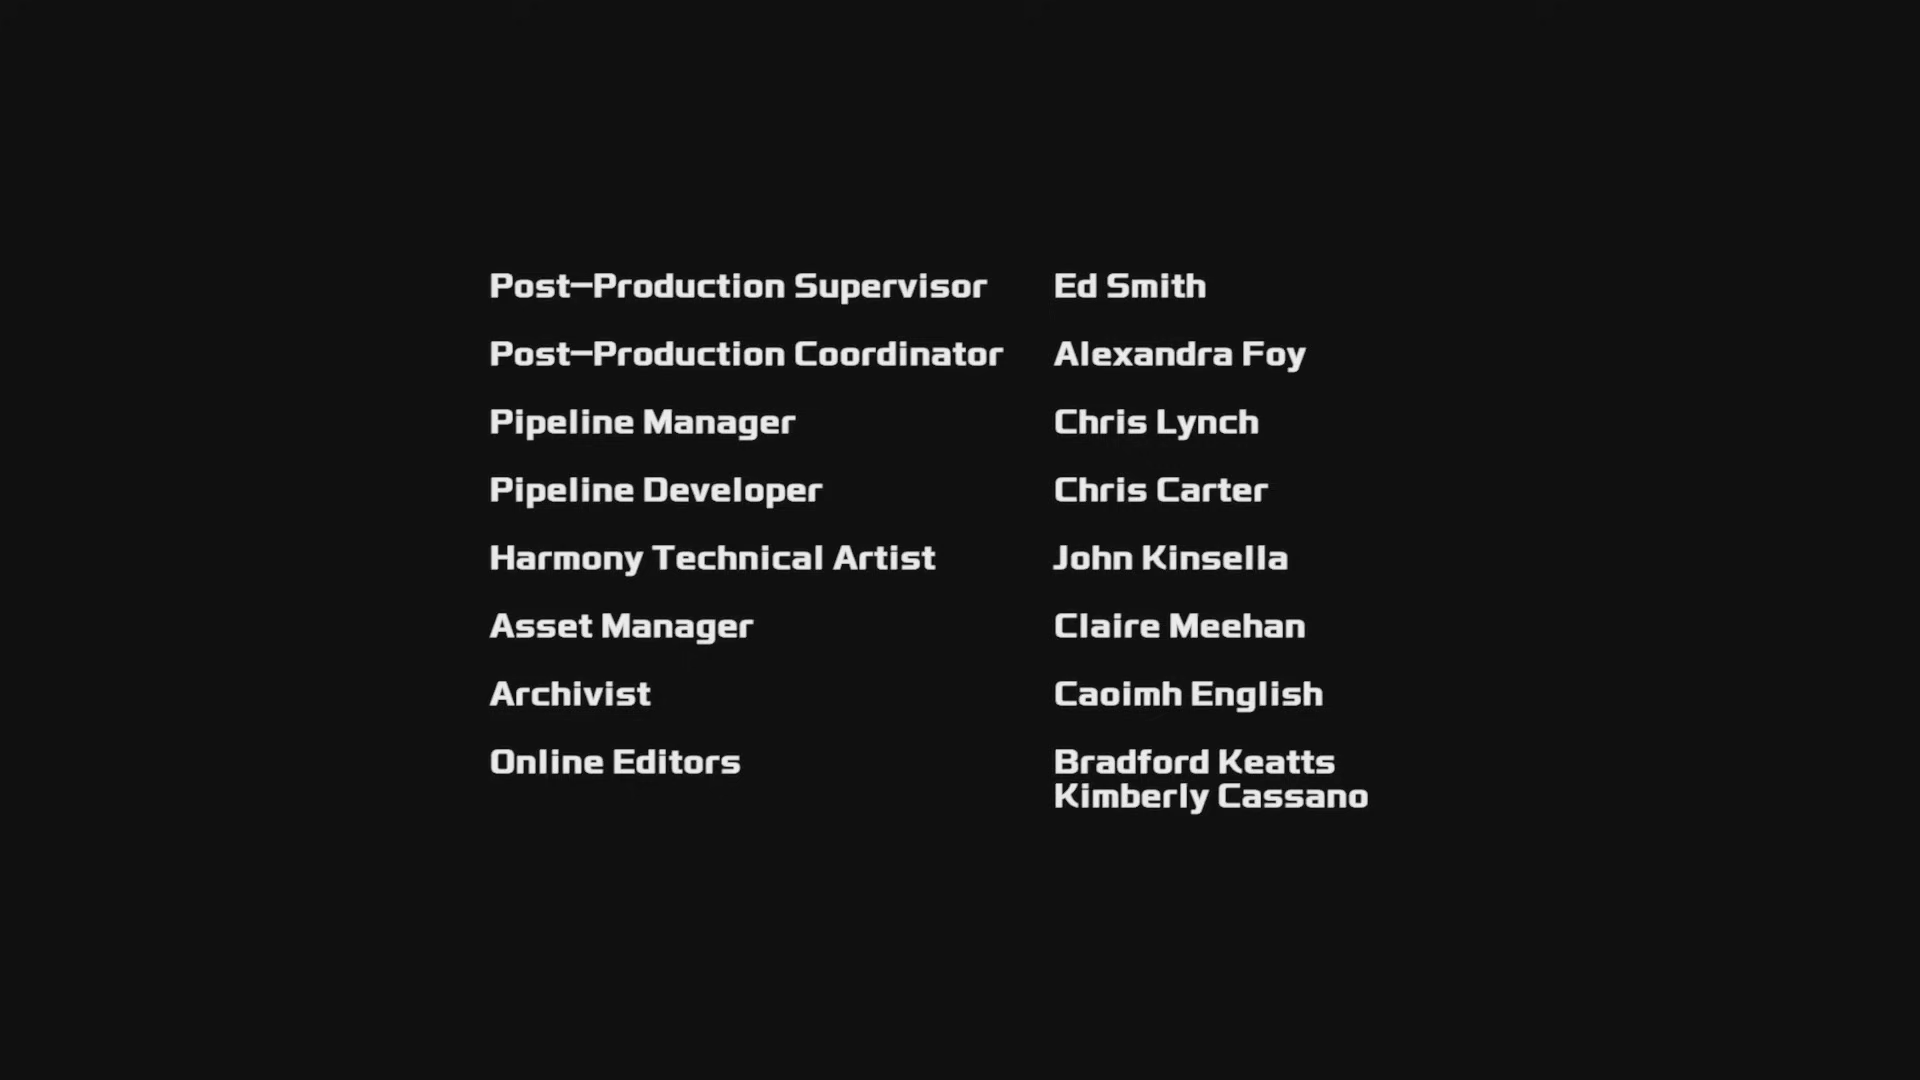 Post-Production Supervisor Ed Smith
Post-Production Coordinator Alexandra Foy
Pipeline Manager Chris Lynch
Pipeline Developer Chris Carter
Harmony Technical Artist John Kinsella
Asset Manager Claire Meehan
Archivist Caoimh English
Online Editors Bradford Keatts
Kimberly Cassano